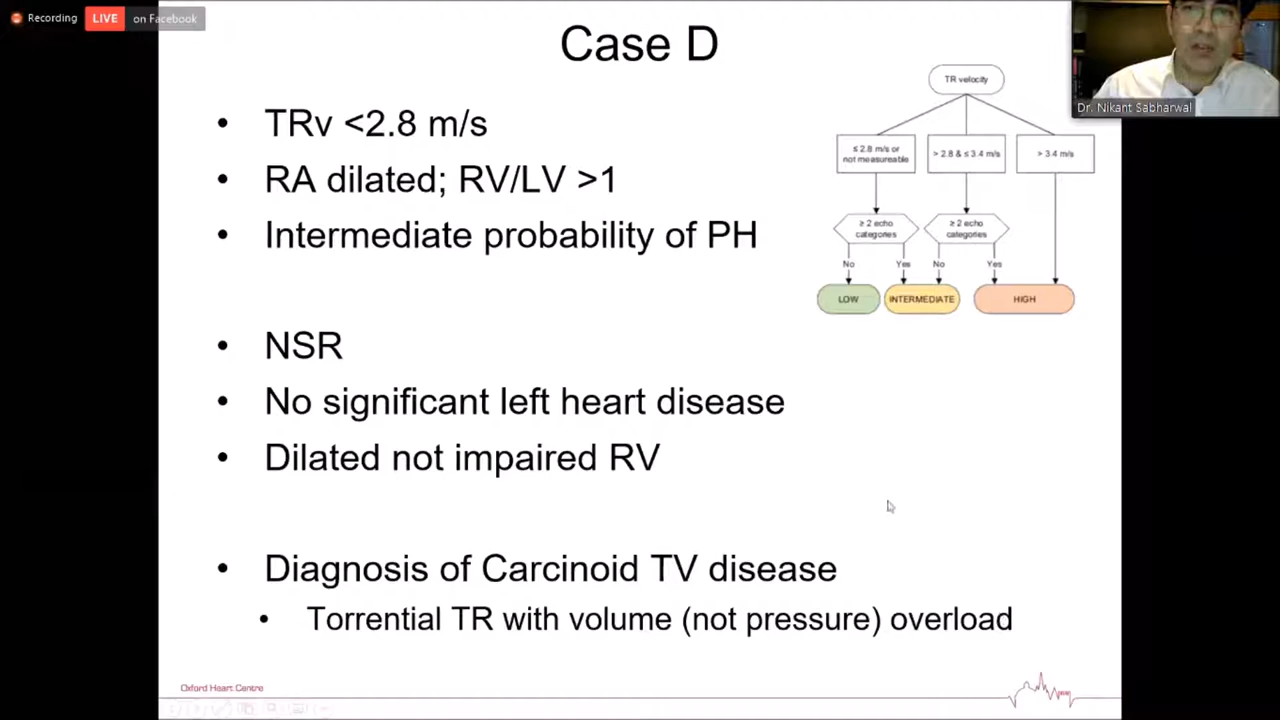 Recording
LIVE on Facebook
Case D
Dr. Nikant Sabharwal
• TRv <2.8 m/s
• RA dilated; RV/LV >1
• Intermediate probability of PH
• NSR
• No significant left heart disease
• Dilated not impaired RV
• Diagnosis of Carcinoid TV disease
• Torrential TR with volume (not pressure) overload
TR velocity
≤ 2.8 m/s or
not measureable
> 2.8 & ≤ 3.4 m/s
> 3.4 m/s
≥ 2 echo
categories
≥ 2 echo
categories
No
Yes
No
Yes
LOW
INTERMEDIATE
HIGH
Oxford Heart Centre